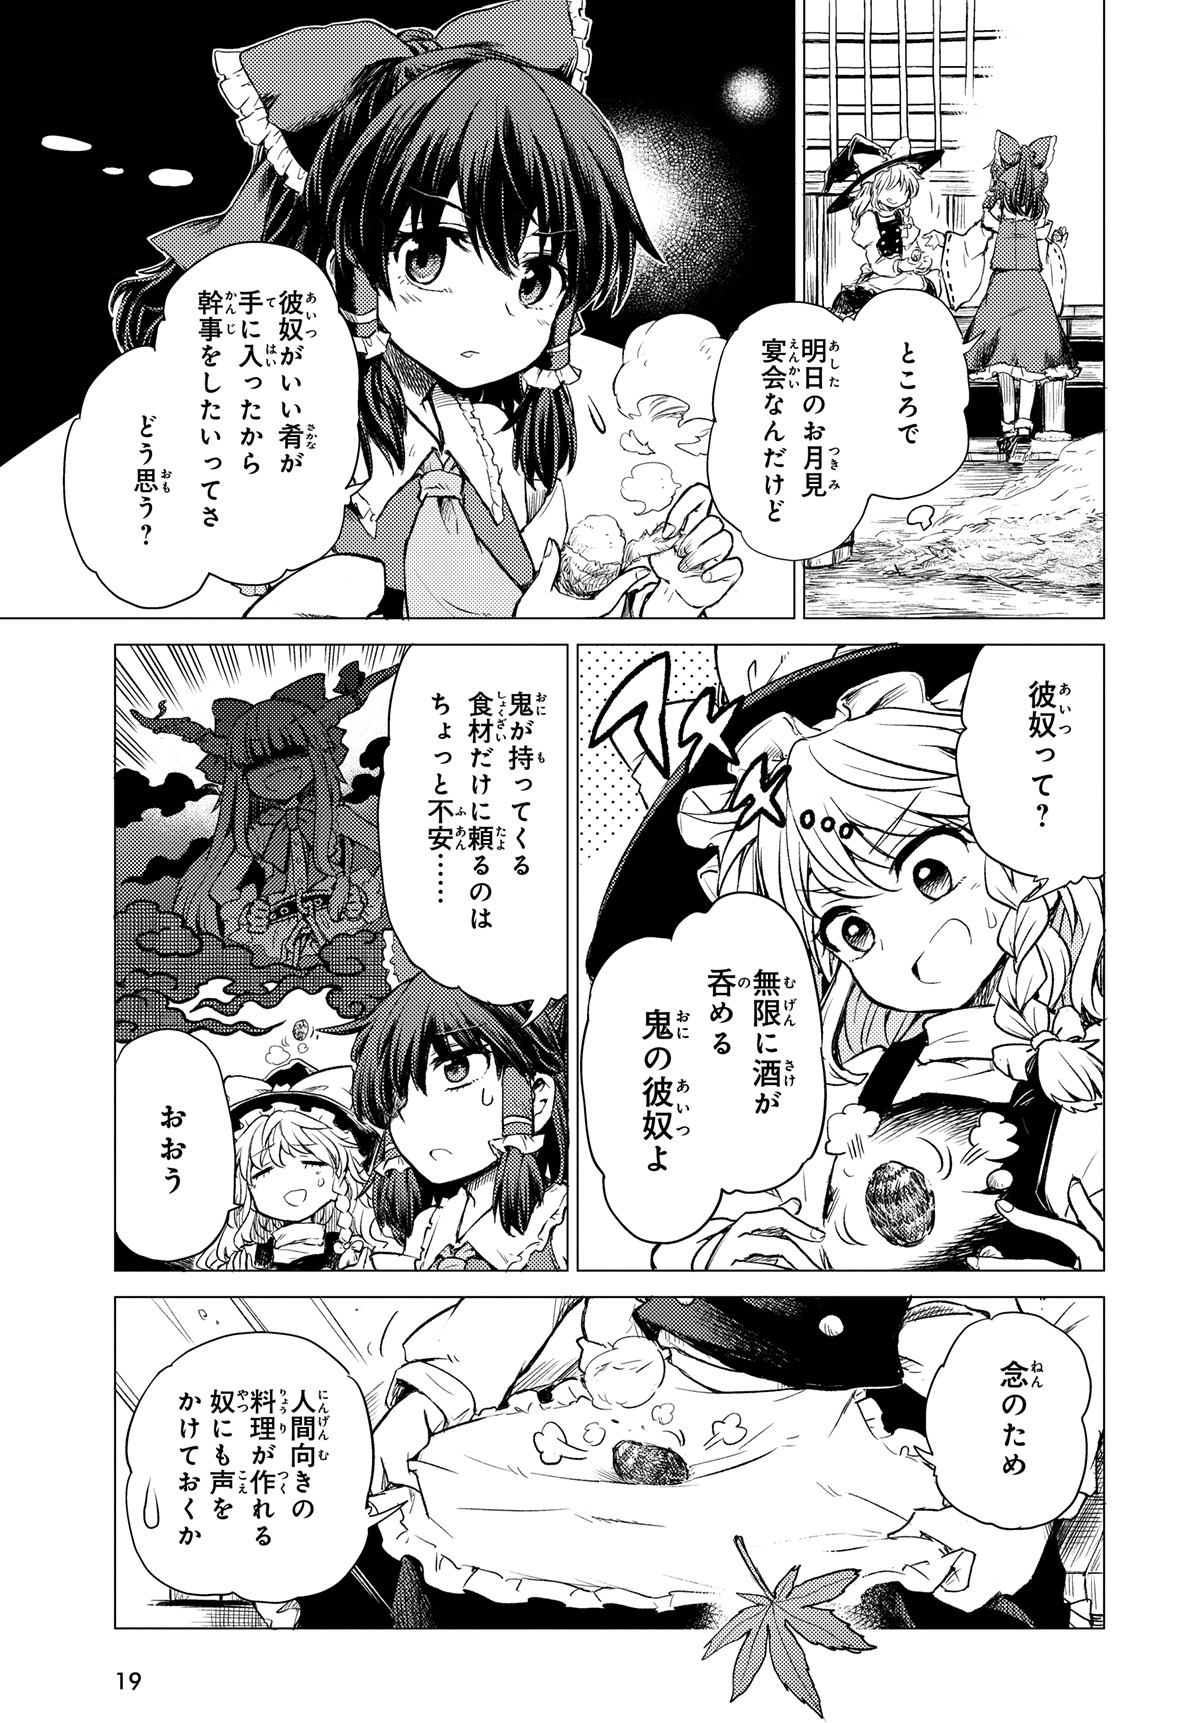 ところで
明日のお月見
宴会なんだけど
彼奴がいい肴が
手に入ったから
幹事をしたいってさ
どう思う？
彼奴って？
アチチ…
無限に酒が
呑める
鬼の彼奴よ
鬼が持ってくる
食材だけに頼るのは
ちょっと不安……
おおう
念のため
人間向きの
料理が作れる
奴にも声を
かけておくか
19